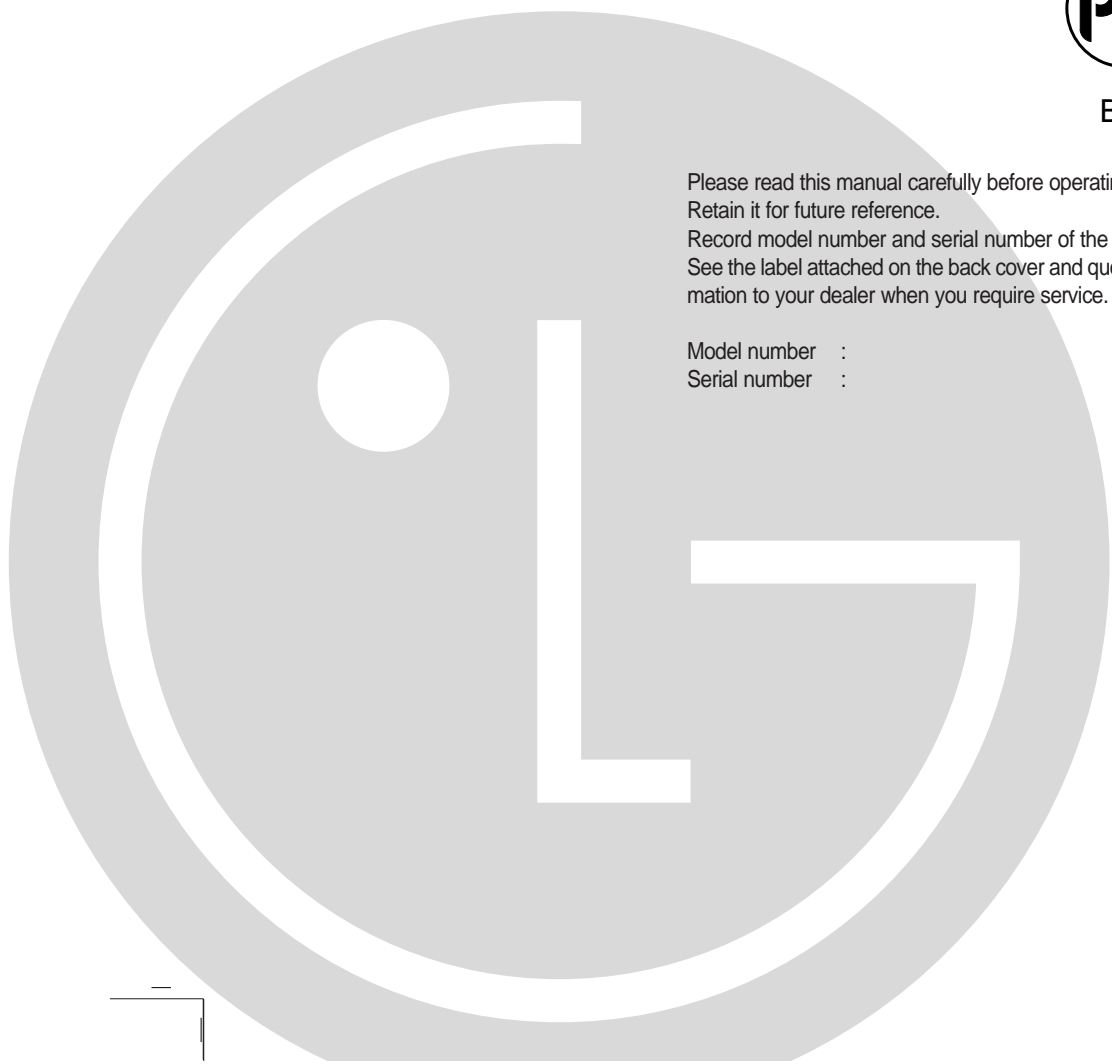 Please read this manual carefully before
Retain it for future reference.
Record model number and serial number of the
See the label attached on the back cover and
mation to your dealer when you require service.
Model number :
Serial number :